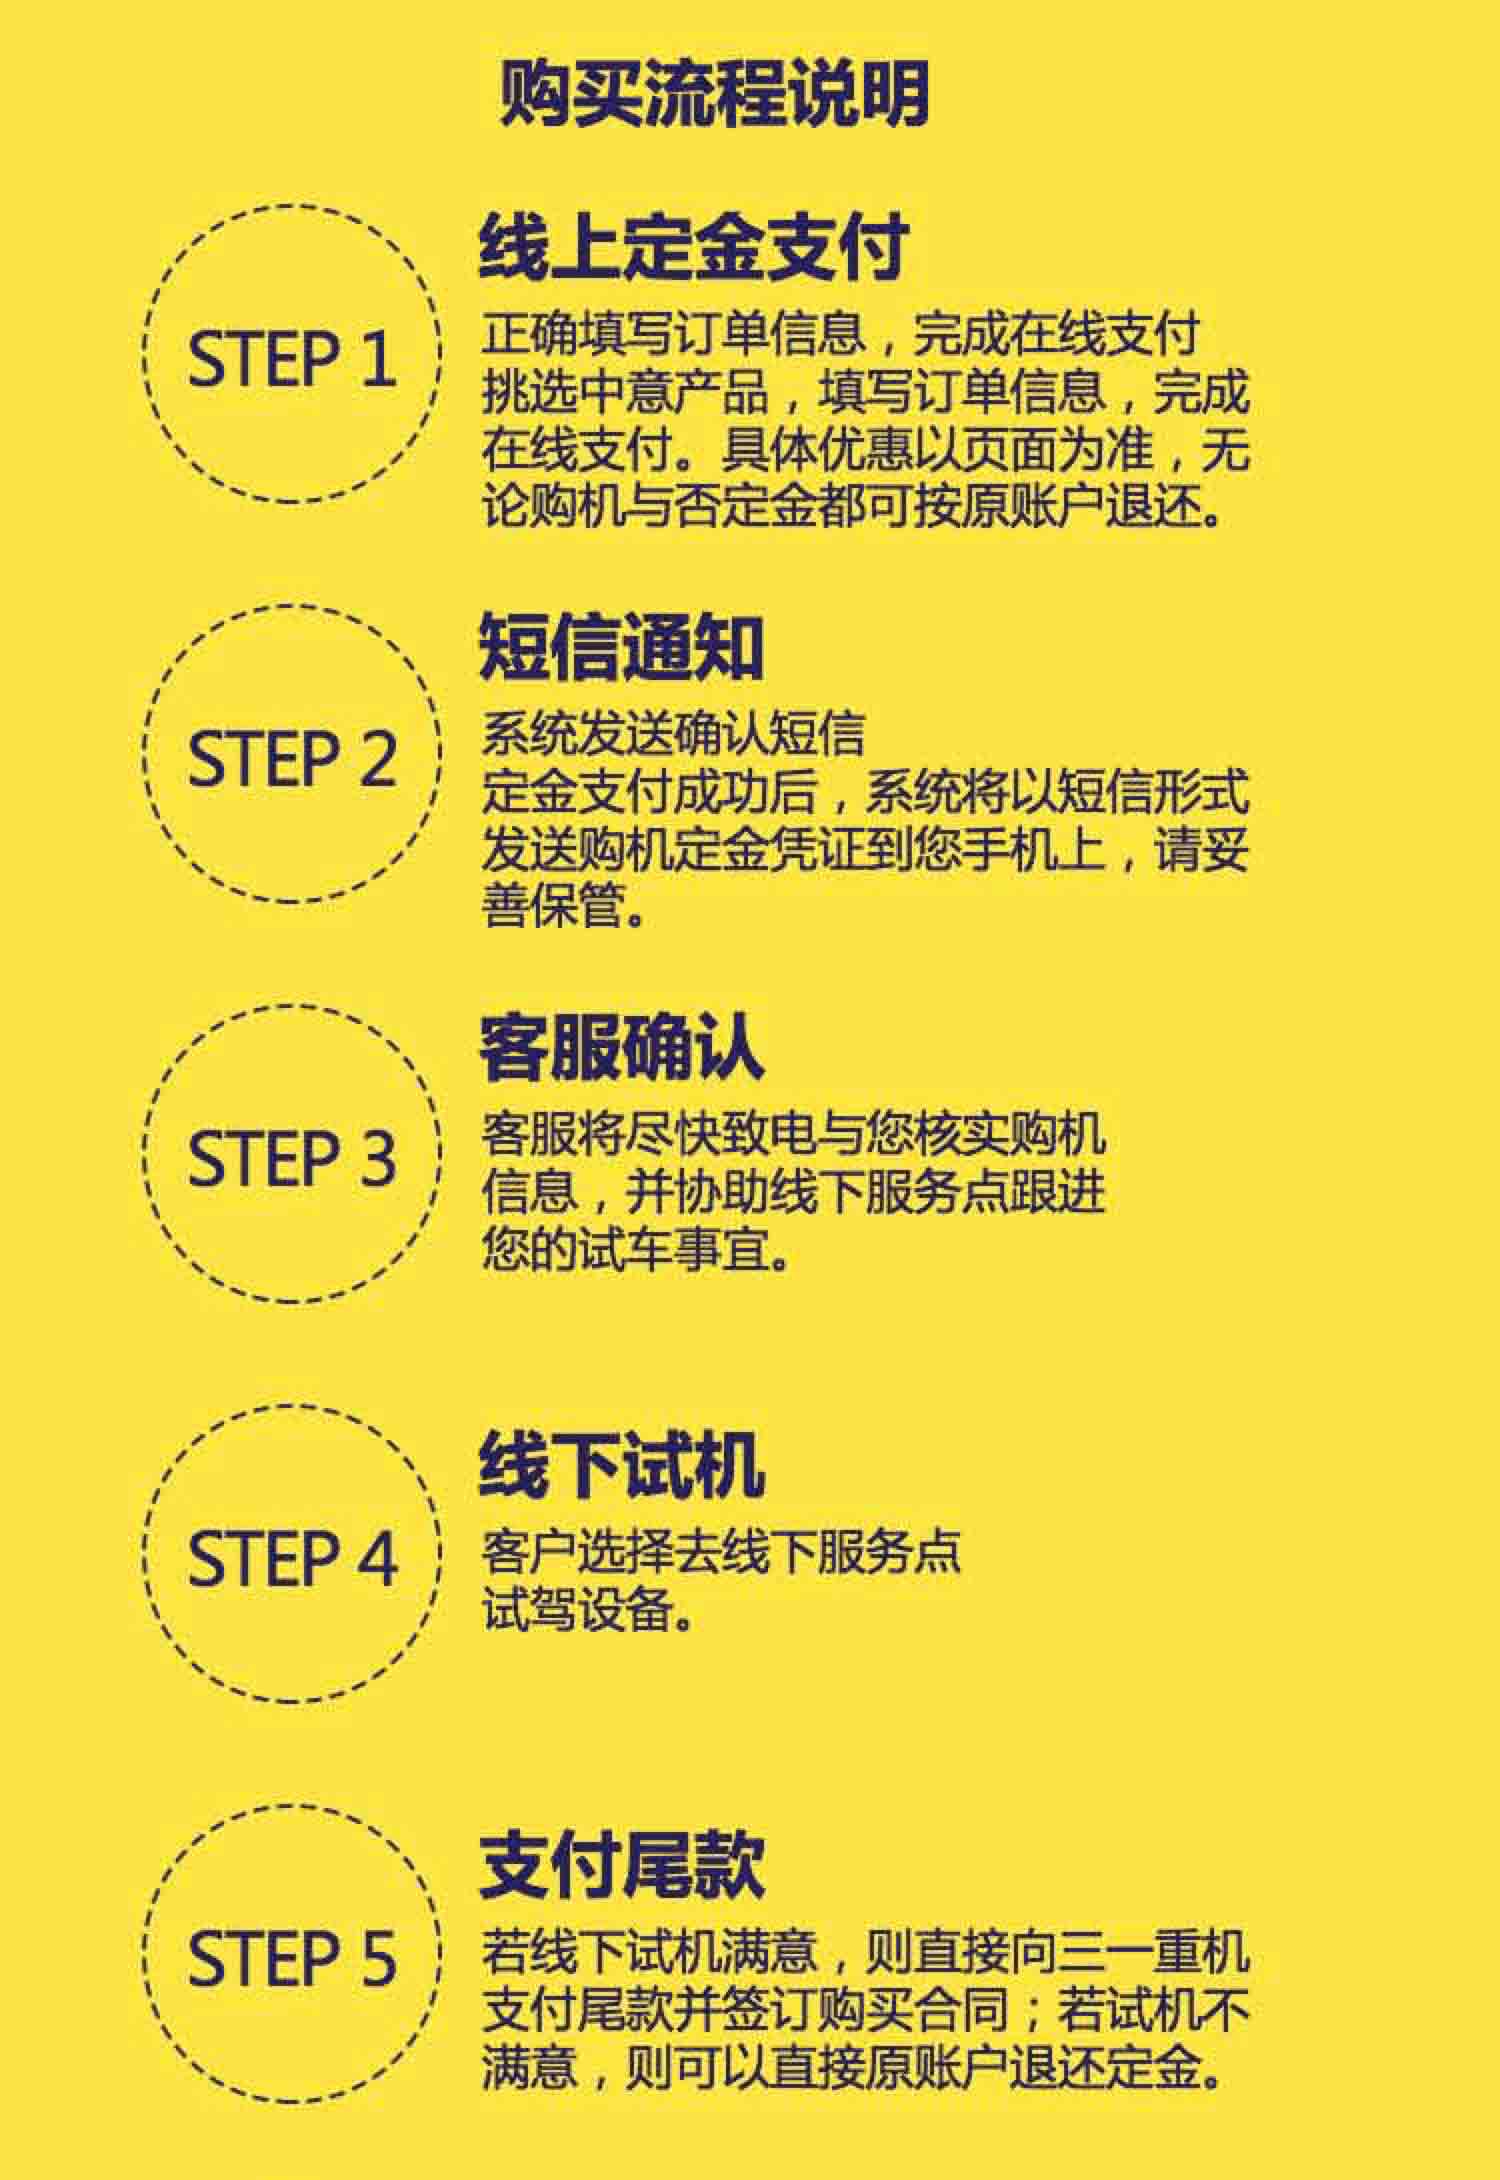 购买流程说明
STEP 1
线上定金支付
正确填写订单信息，完成在线支付
挑选中意产品，填写订单信息，完成
在线支付。具体优惠以页面为准，无
论购机与否定金都可按原账户退还。
STEP 2
短信通知
系统发送确认短信
定金支付成功后，系统将以短信形式
发送购机定金凭证到您手机上，请妥
善保管。
STEP 3
客服确认
客服将尽快致电与您核实购机
信息，并协助线下服务点跟进
您的试车事宜。
STEP 4
线下试机
客户选择去线下服务点
试驾设备。
STEP 5
支付尾款
若线下试机满意，则直接向三一重机
支付尾款并签订购买合同；若试机不
满意，则可以直接原账户退还定金。